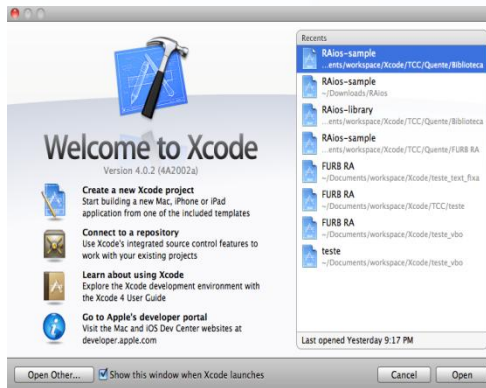 Welcome to Xcode
Version 4.0.2 (4A2002a)
Create a new Xcode project
Start building a new Mac, iPhone or iPad
application from one of the included templates
Connect to a repository
Use Xcode's integrated source control features to
work with your existing projects
Learn about using Xcode
Explore the Xcode development environment with
the Xcode 4 User Guide
Go to Apple's developer portal
Visit the Mac and iOS Dev Center websites at
developer.apple.com
Recents
RAios-sample
...ents/workspace/Xcode/TCC/Quente/Biblioteca
RAios-sample
~/Downloads/RAios
RAios-library
...ents/workspace/Xcode/TCC/Quente/Biblioteca
RAios-sample
...ents/workspace/Xcode/TCC/Quente/FURB RA
FURB RA
~/Documents/workspace/Xcode/teste_text_fixa
FURB RA
~/Documents/workspace/Xcode/TCC/teste
FURB RA
~/Documents/workspace/Xcode/teste_vbo
teste
~/Documents/workspace/Xcode/teste_vbo
Last opened Yesterday 9:17 PM
Open Other...
Show this window when Xcode launches
Cancel
Open